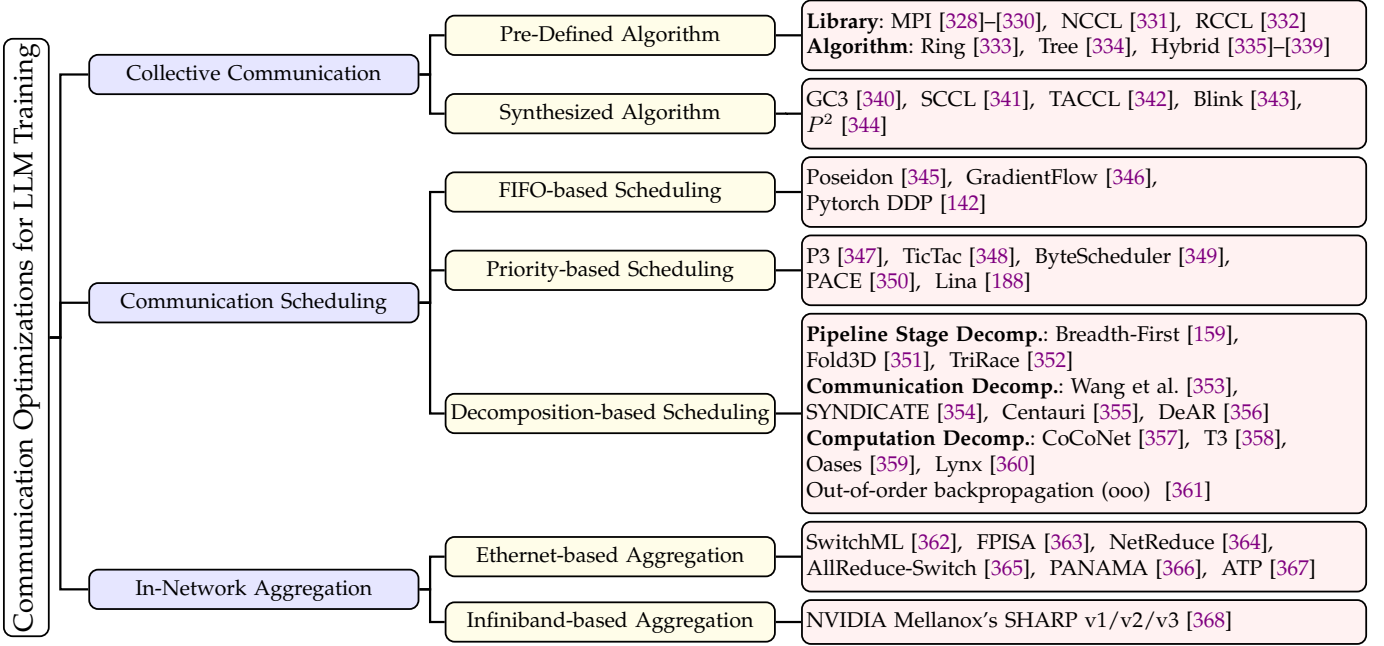 Communication Optimizations for LLM Training
Collective Communication
Pre-Defined Algorithm
Library: MPI [328]–[330], NCCL [331], RCCL [332]
Algorithm: Ring [333], Tree [334], Hybrid [335]–[339]
Synthesized Algorithm
GC3 [340], SCCL [341], TACCL [342], Blink [343],
P² [344]
Communication Scheduling
FIFO-based Scheduling
Poseidon [345], GradientFlow [346],
Pytorch DDP [142]
Priority-based Scheduling
P3 [347], TicTac [348], ByteScheduler [349],
PACE [350], Lina [188]
Decomposition-based Scheduling
Pipeline Stage Decomp.: Breadth-First [159],
Fold3D [351], TriRace [352]
Communication Decomp.: Wang et al. [353],
SYNDICATE [354], Centauri [355], DeAR [356]
Computation Decomp.: CoCoNet [357], T3 [358],
Oases [359], Lynx [360]
Out-of-order backpropagation (ooo) [361]
In-Network Aggregation
Ethernet-based Aggregation
SwitchML [362], FPISA [363], NetReduce [364],
AllReduce-Switch [365], PANAMA [366], ATP [367]
Infiniband-based Aggregation
NVIDIA Mellanox's SHARP v1/v2/v3 [368]